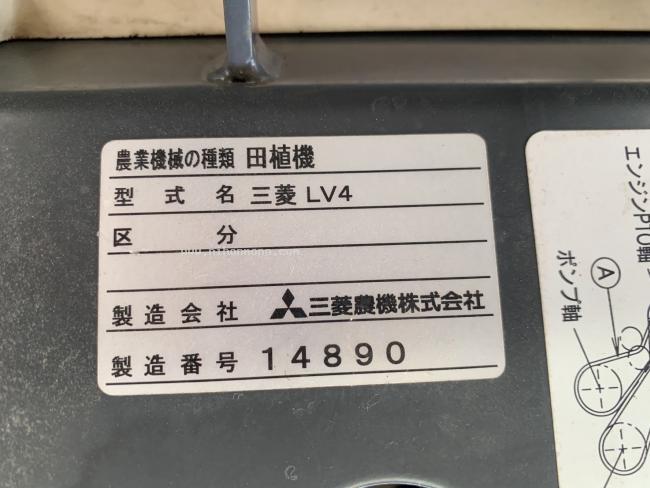 農業機械の種類 田植機
型式名 三菱 LV4
区分
製造会社 三菱農機株式会社
製造番号 14890
エンジンPTO軸
Ⓐ
ポンプ軸